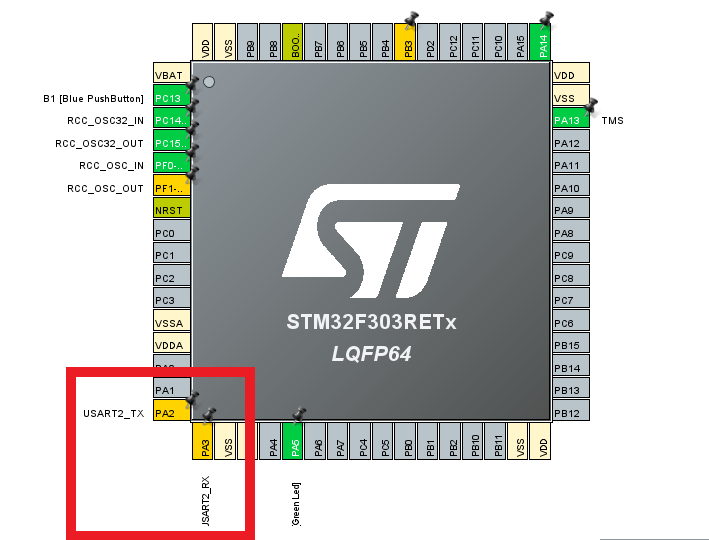 VDD
VSS
PB9
PB8
BOO..
PB7
PB6
PB5
PB4
PB3
PD2
PC12
PC11
PC10
PA15
PA14
VBAT
B1 [Blue PushButton] PC13
RCC_OSC32_IN PC14..
RCC_OSC32_OUT PC15..
RCC_OSC_IN PF0-..
RCC_OSC_OUT PF1-..
NRST
PC0
PC1
PC2
PC3
VSSA
VDDA
PA1
USART2_TX PA2
VDD
VSS
PA13 TMS
PA12
PA11
PA10
PA9
PA8
PC9
PC8
PC7
PC6
PB15
PB14
PB13
PB12
ST
STM32F303RETx
LQFP64
PA3
VSS
PA4
PA5
PA6
PA7
PC4
PC5
PB0
PB1
PB2
PB10
PB11
VSS
VDD
USART2_RX
[Green Led]